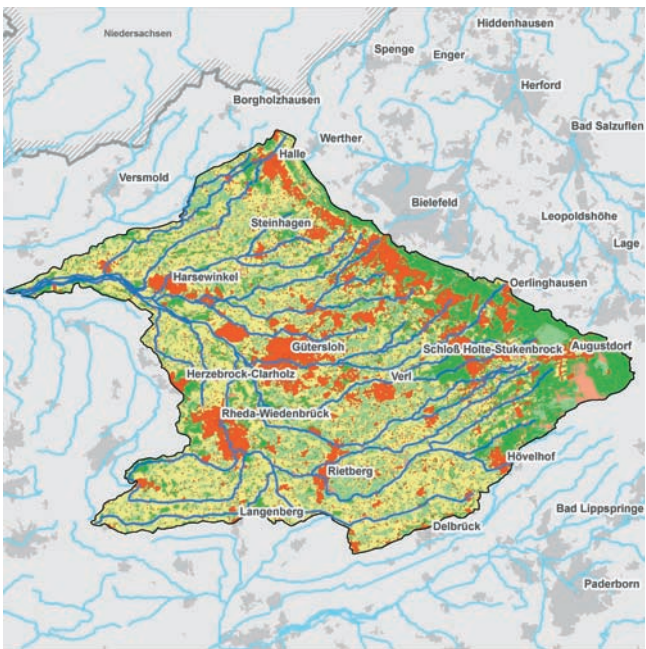 Hiddenhausen
Niedersachsen
Spenge
Enger
Herford
Borgholzhausen
Bad Salzuflen
Werther
Halle
Versmold
Bielefeld
Leopoldshöhe
Steinhagen
Lage
Harsewinkel
Oerlinghausen
Gütersloh
Schloß Holte-Stukenbrock
Augustdorf
Herzebrock-Clarholz
Verl
Rheda-Wiedenbrück
Hövelhof
Rietberg
Langenberg
Bad Lippspringe
Delbrück
Paderborn